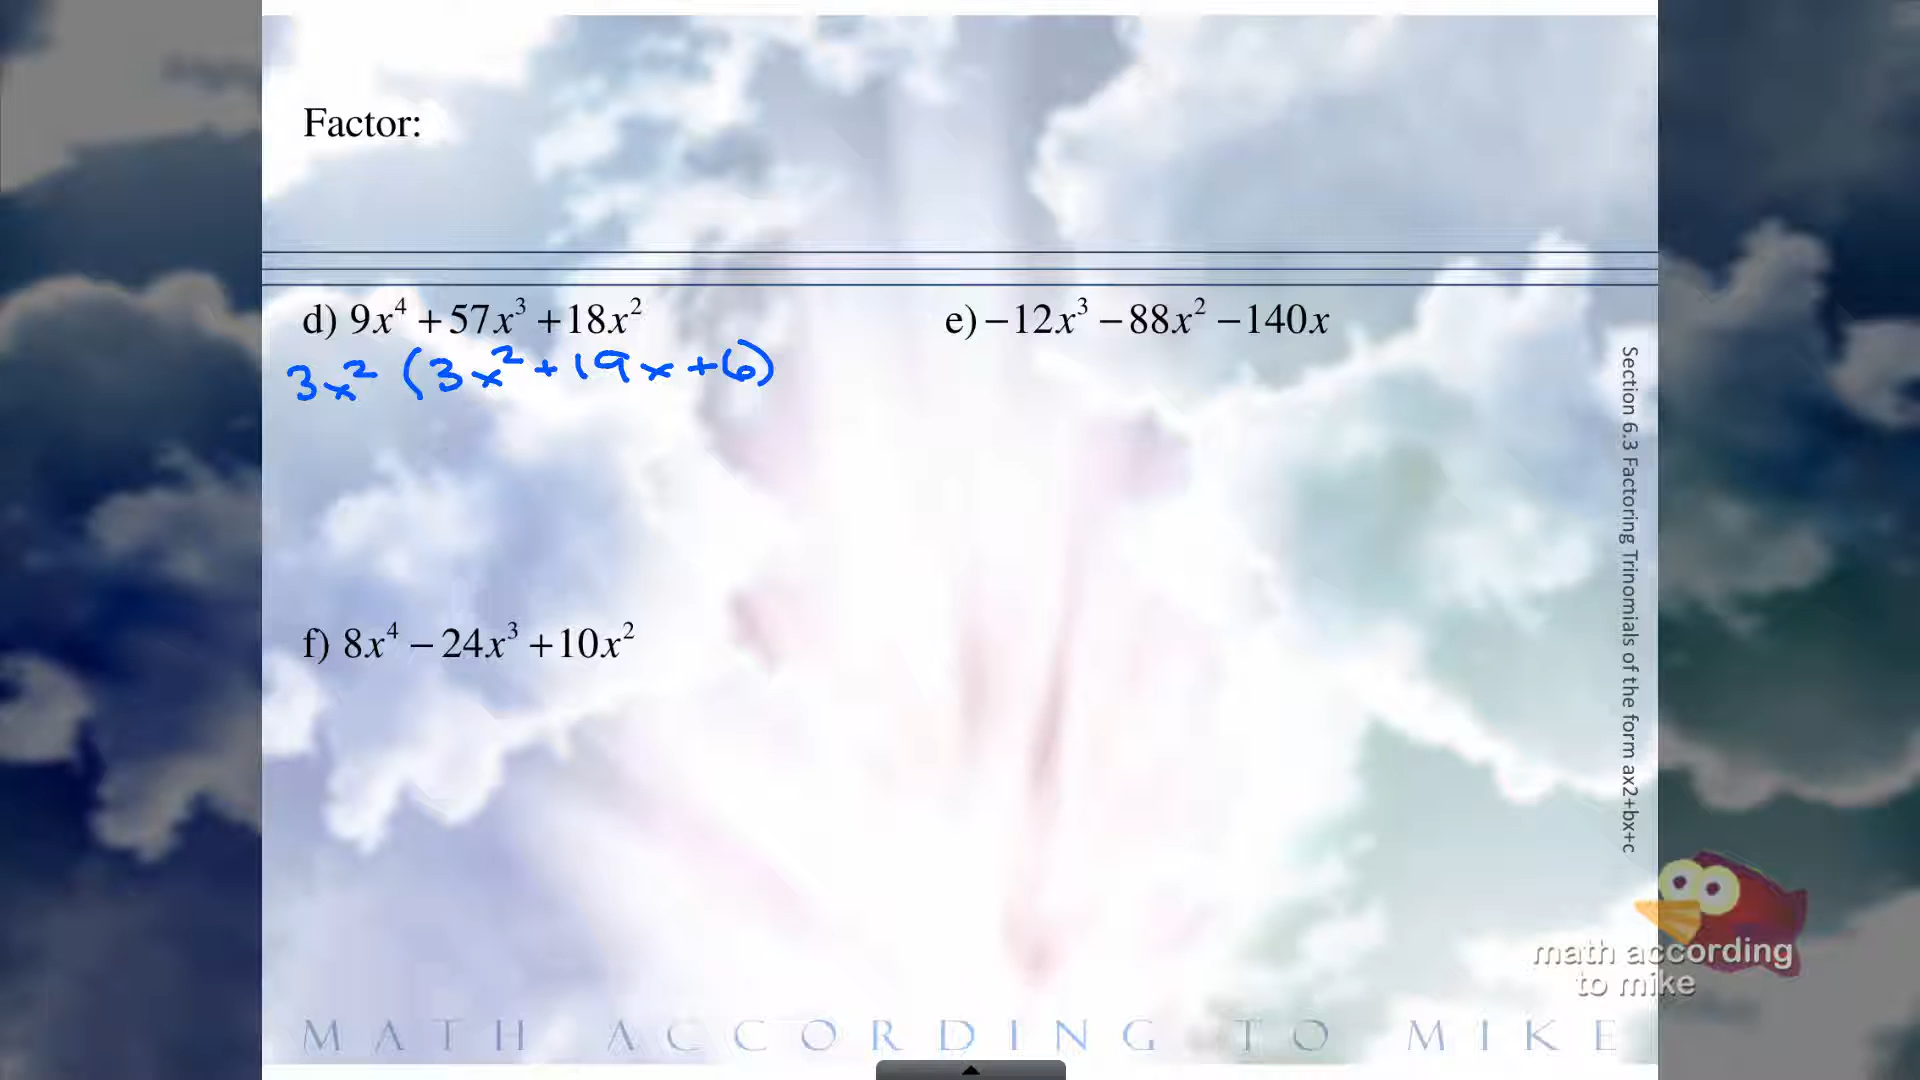 Factor:
d) 9x⁴ + 57x³ + 18x²
3x² (3x² + 19x + 6)
e) −12x³ − 88x² − 140x
f) 8x⁴ − 24x³ + 10x²
Section 6.3 Factoring Trinomials of the form ax2+bx+c
math according
to mike
MATH ACCORDING TO MIKE